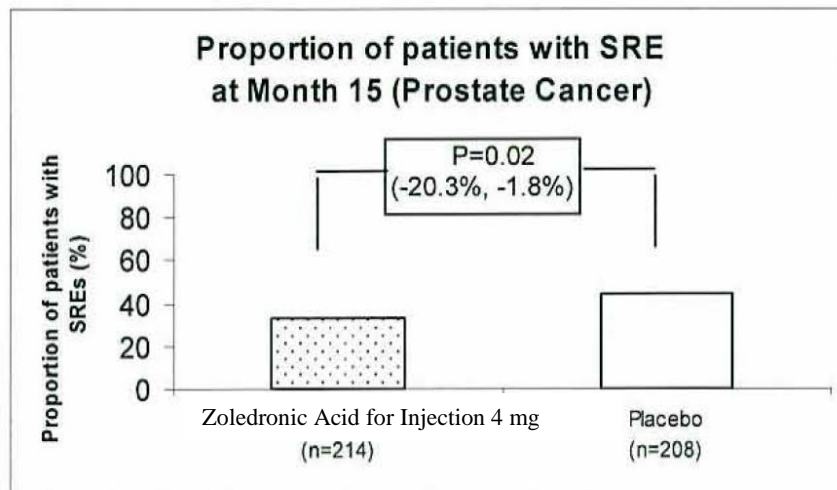 Proportion of patients with SRE
at Month 15 (Prostate Cancer)
P=0.02
(-20.3%, -1.8%)
Proportion of patients with
SREs (%)
100
80
60
40
20
0
Zoledronic Acid for Injection 4 mg
(n=214)
Placebo
(n=208)